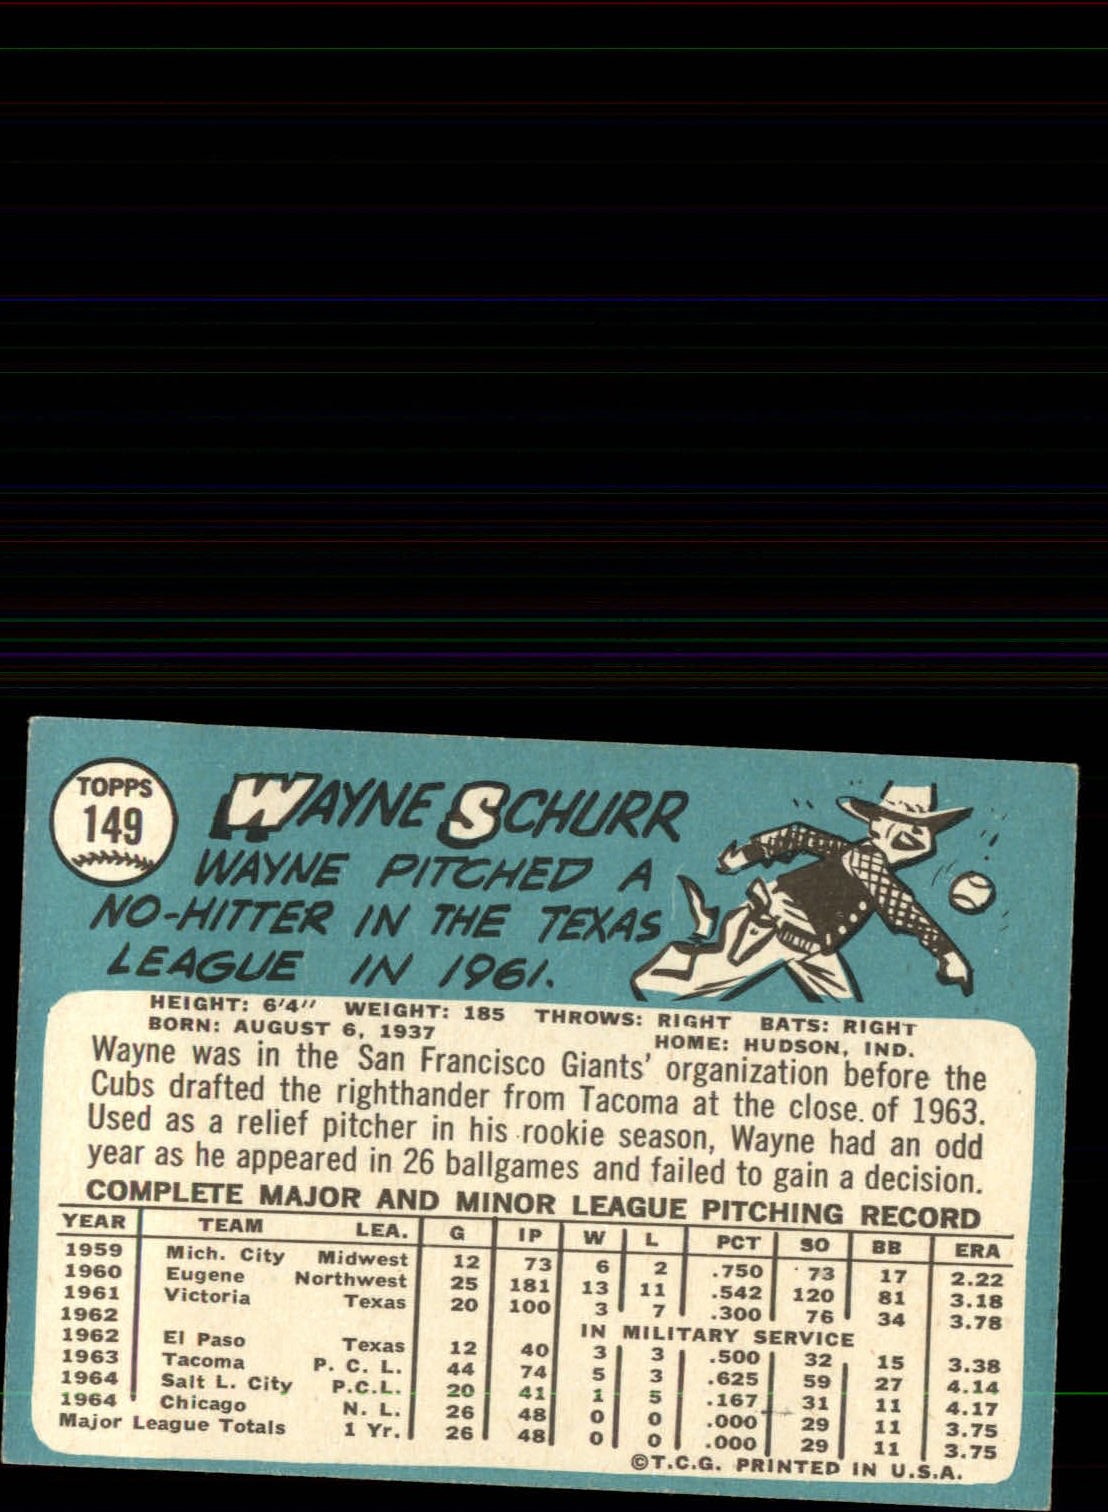 TOPPS
149
WAYNE SCHURR
WAYNE PITCHED A
NO-HITTER IN THE TEXAS
LEAGUE IN 1961.
HEIGHT: 6'4" WEIGHT: 185 THROWS: RIGHT BATS: RIGHT
BORN: AUGUST 6, 1937 HOME: HUDSON, IND.
Wayne was in the San Francisco Giants' organization before the
Cubs drafted the righthander from Tacoma at the close of 1963.
Used as a relief pitcher in his rookie season, Wayne had an odd
year as he appeared in 26 ballgames and failed to gain a decision.
COMPLETE MAJOR AND MINOR LEAGUE PITCHING RECORD
YEAR TEAM LEA. G IP W L PCT SO BB ERA
1959 Mich. City Midwest 12 73 6 2 .750 73 17 2.22
1960 Eugene Northwest 25 181 13 11 .542 120 81 3.18
1961 Victoria Texas 20 100 3 7 .300 76 34 3.78
1962 IN MILITARY SERVICE
1962 El Paso Texas 12 40 3 3 .500 32 15 3.38
1963 Tacoma P. C. L. 44 74 5 3 .625 59 27 4.14
1964 Salt L. City P.C.L. 20 41 1 5 .167 31 11 4.17
1964 Chicago N. L. 26 48 0 0 .000 29 11 3.75
Major League Totals 1 Yr. 26 48 0 0 .000 29 11 3.75
©T.C.G. PRINTED IN U.S.A.